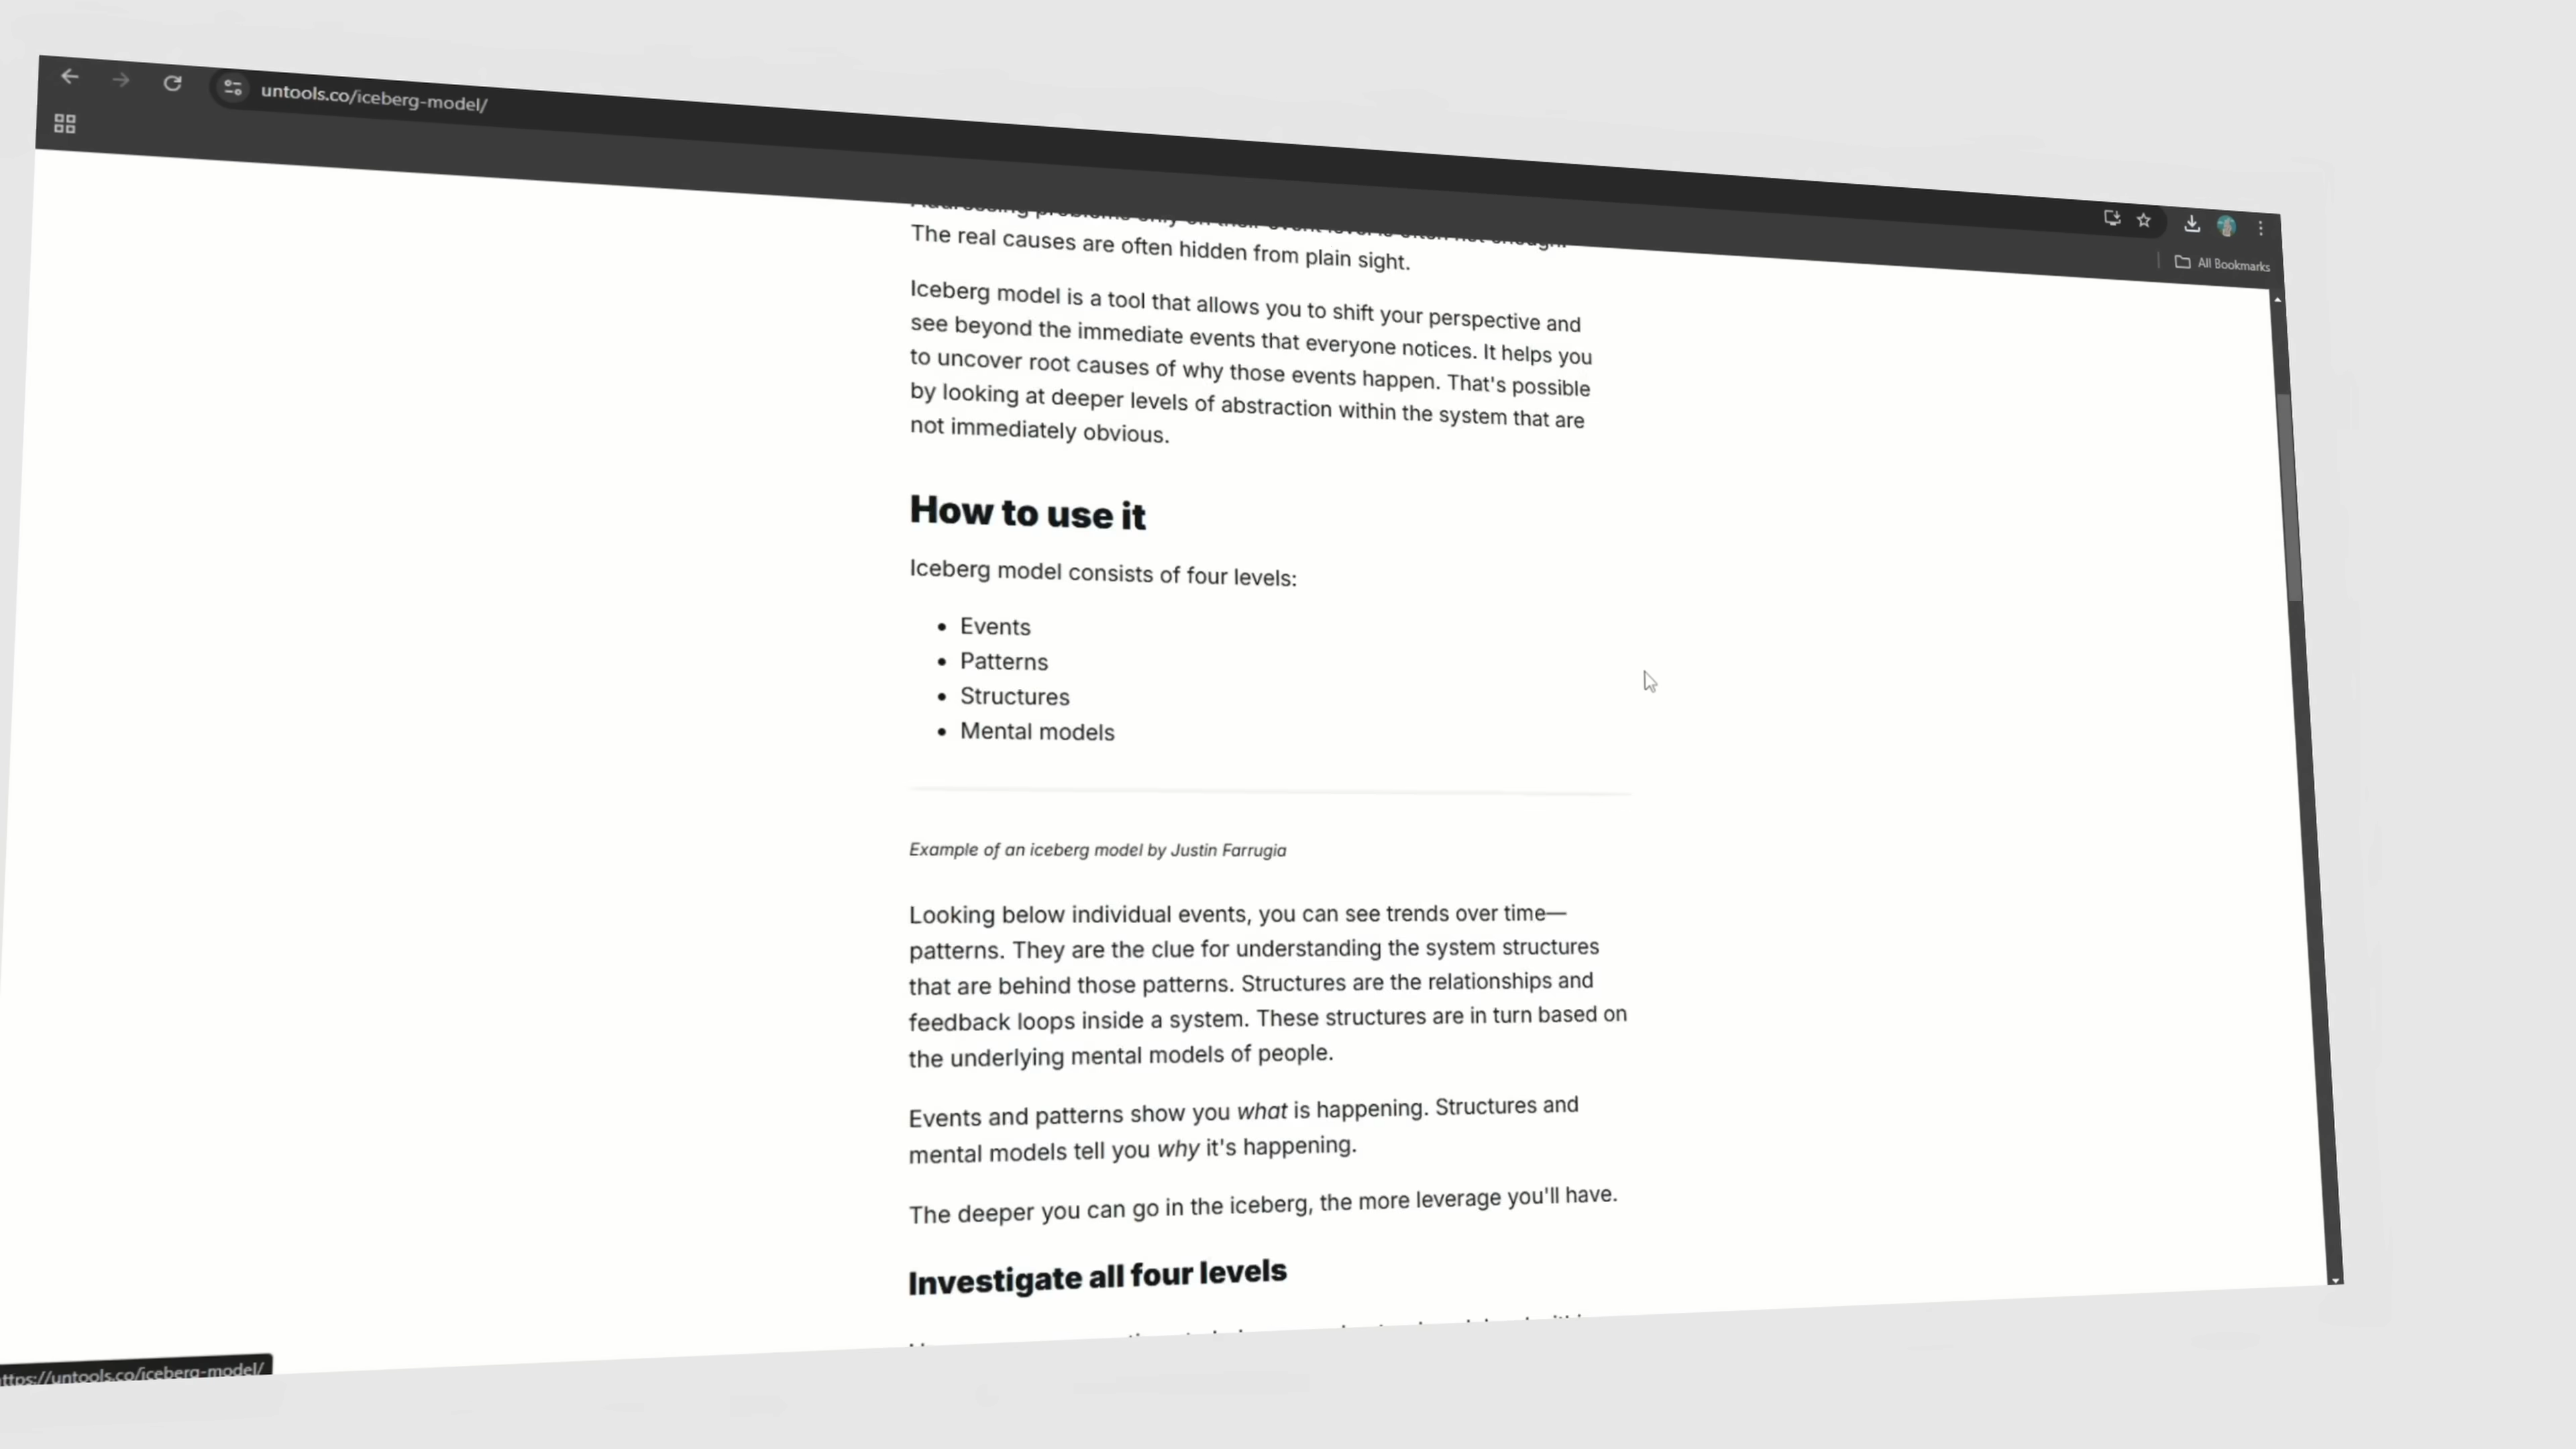 untools.co/iceberg-model/
All Bookmarks
Addressing problems only on their event level is often not enough.
The real causes are often hidden from plain sight.
Iceberg model is a tool that allows you to shift your perspective and
see beyond the immediate events that everyone notices. It helps you
to uncover root causes of why those events happen. That's possible
by looking at deeper levels of abstraction within the system that are
not immediately obvious.
How to use it
Iceberg model consists of four levels:
• Events
• Patterns
• Structures
• Mental models
Example of an iceberg model by Justin Farrugia
Looking below individual events, you can see trends over time—
patterns. They are the clue for understanding the system structures
that are behind those patterns. Structures are the relationships and
feedback loops inside a system. These structures are in turn based on
the underlying mental models of people.
Events and patterns show you what is happening. Structures and
mental models tell you why it's happening.
The deeper you can go in the iceberg, the more leverage you'll have.
Investigate all four levels
ttps://untools.co/iceberg-model/